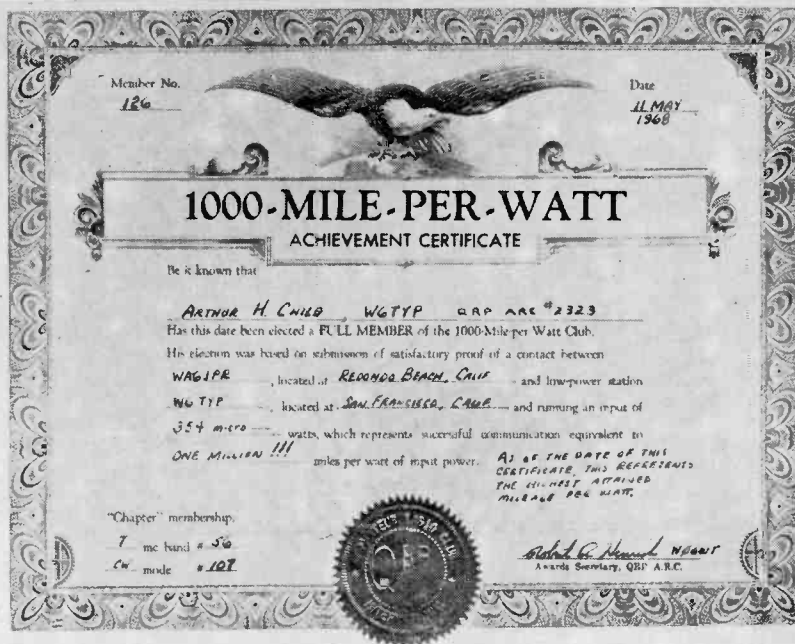 Member No.
126
Date
11 MAY
1968
1000-MILE-PER-WATT
ACHIEVEMENT CERTIFICATE
Be it known that
ARTHUR H. CHILD, W6TYP QRP ARC #2323
Has this date been elected a FULL MEMBER of the 1000-Mile-per Watt Club.
His election was based on submission of satisfactory proof of a contact between
WA6JPR, located at REDONDO BEACH, CALIF and low-power station
W6TYP, located at SAN FRANCISCO, CALIF and running an input of
354 micro watts, which represents successful communication equivalent to
ONE MILLION !!! miles per watt of input power.
AS OF THE DATE OF THIS
CERTIFICATE, THIS REPRESENTS
THE HIGHEST ATTAINED
MILEAGE PER WATT.
"Chapter" membership:
7 mc band # 56
CW mode # 107
QRP
Awards Secretary, QRP A.R.C.